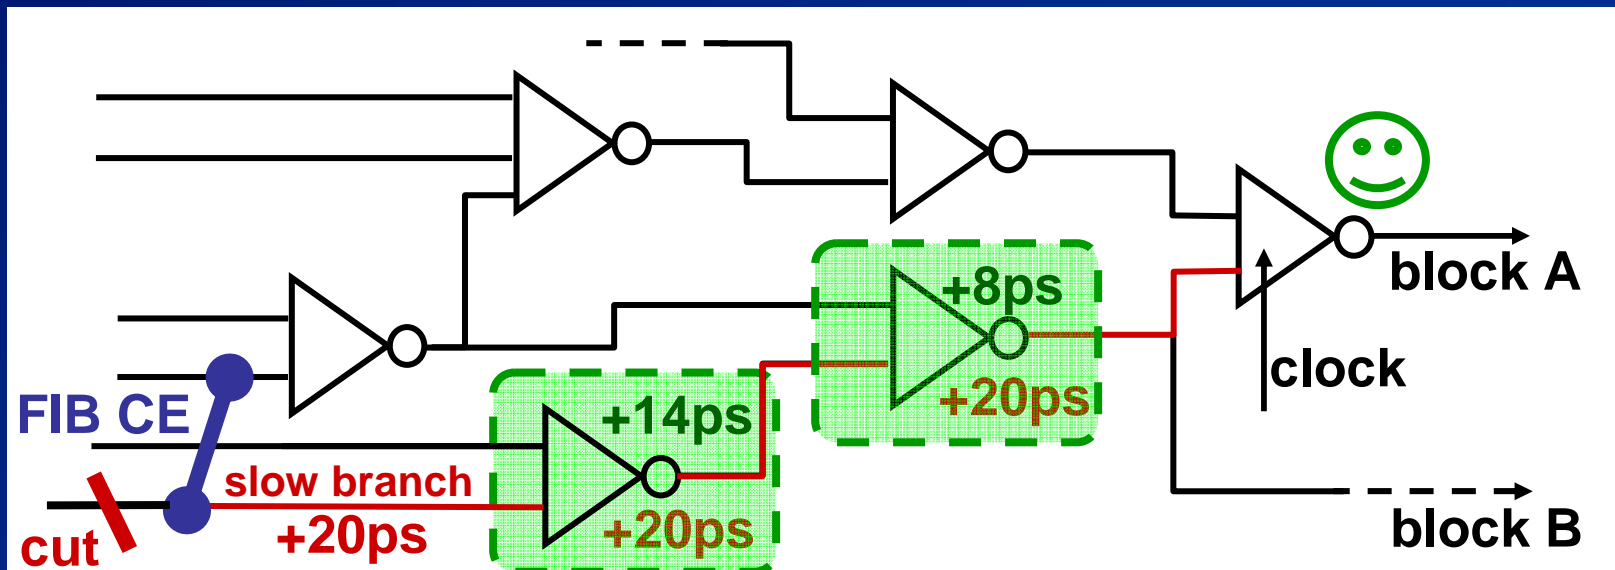 +8ps
block A
clock
+20ps
FIB CE
+14ps
slow branch
+20ps
+20ps
cut
block B